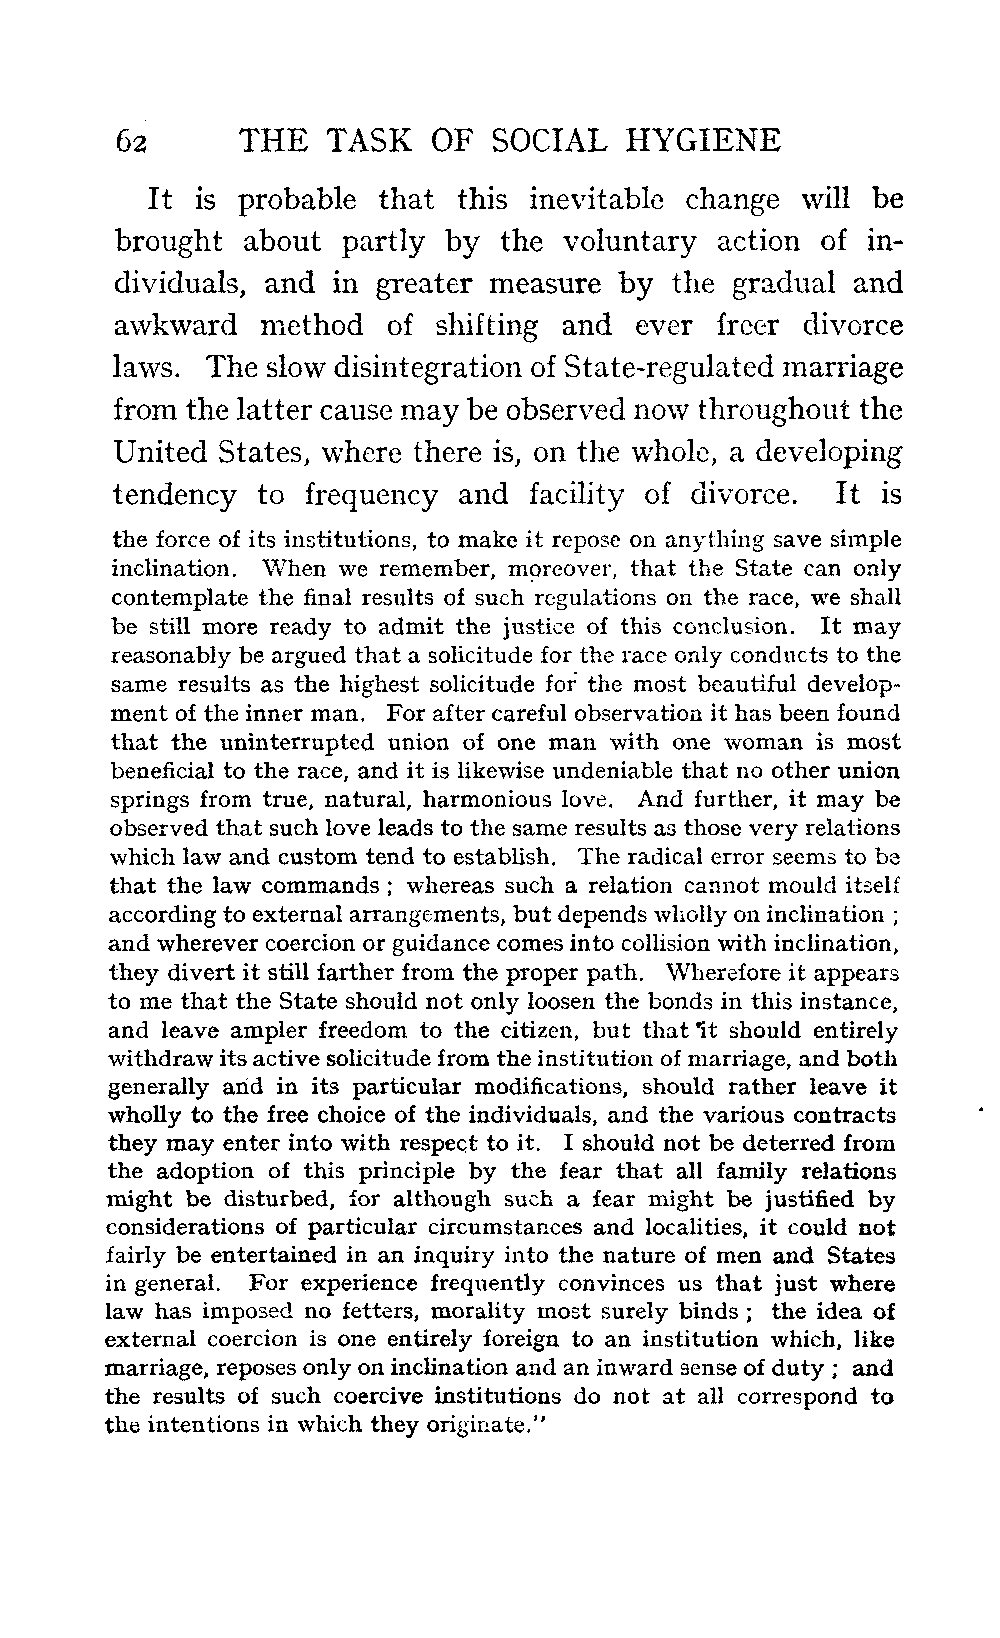 62 THE TASK OF SOCIAL HYGIENE
It is probable that this inevitable change will be
brought about partly by the voluntary action of in-
dividuals, and in greater measure by the gradual and
awkward method of shifting and ever freer divorce
laws. The slow disintegration of State-regulated marriage
from the latter cause may be observed now throughout the
United States, where there is, on the whole, a developing
tendency to frequency and facility of divorce. It is
the force of its institutions, to make it repose on anything save simple
inclination. When we remember, moreover, that the State can only
contemplate the final results of such regulations on the race, we shall
be still more ready to admit the justice of this conclusion. It may
reasonably be argued that a solicitude for the race only conducts to the
same results as the highest solicitude for the most beautiful develop-
ment of the inner man. For after careful observation it has been found
that the uninterrupted union of one man with one woman is most
beneficial to the race, and it is likewise undeniable that no other union
springs from true, natural, harmonious love. And further, it may be
observed that such love leads to the same results as those very relations
which law and custom tend to establish. The radical error seems to be
that the law commands ; whereas such a relation cannot mould itself
according to external arrangements, but depends wholly on inclination ;
and wherever coercion or guidance comes into collision with inclination,
they divert it still farther from the proper path. Wherefore it appears
to me that the State should not only loosen the bonds in this instance,
and leave ampler freedom to the citizen, but that it should entirely
withdraw its active solicitude from the institution of marriage, and both
generally and in its particular modifications, should rather leave it
wholly to the free choice of the individuals, and the various contracts
they may enter into with respect to it. I should not be deterred from
the adoption of this principle by the fear that all family relations
might be disturbed, for although such a fear might be justified by
considerations of particular circumstances and localities, it could not
fairly be entertained in an inquiry into the nature of men and States
in general. For experience frequently convinces us that just where
law has imposed no fetters, morality most surely binds ; the idea of
external coercion is one entirely foreign to an institution which, like
marriage, reposes only on inclination and an inward sense of duty ; and
the results of such coercive institutions do not at all correspond to
the intentions in which they originate."